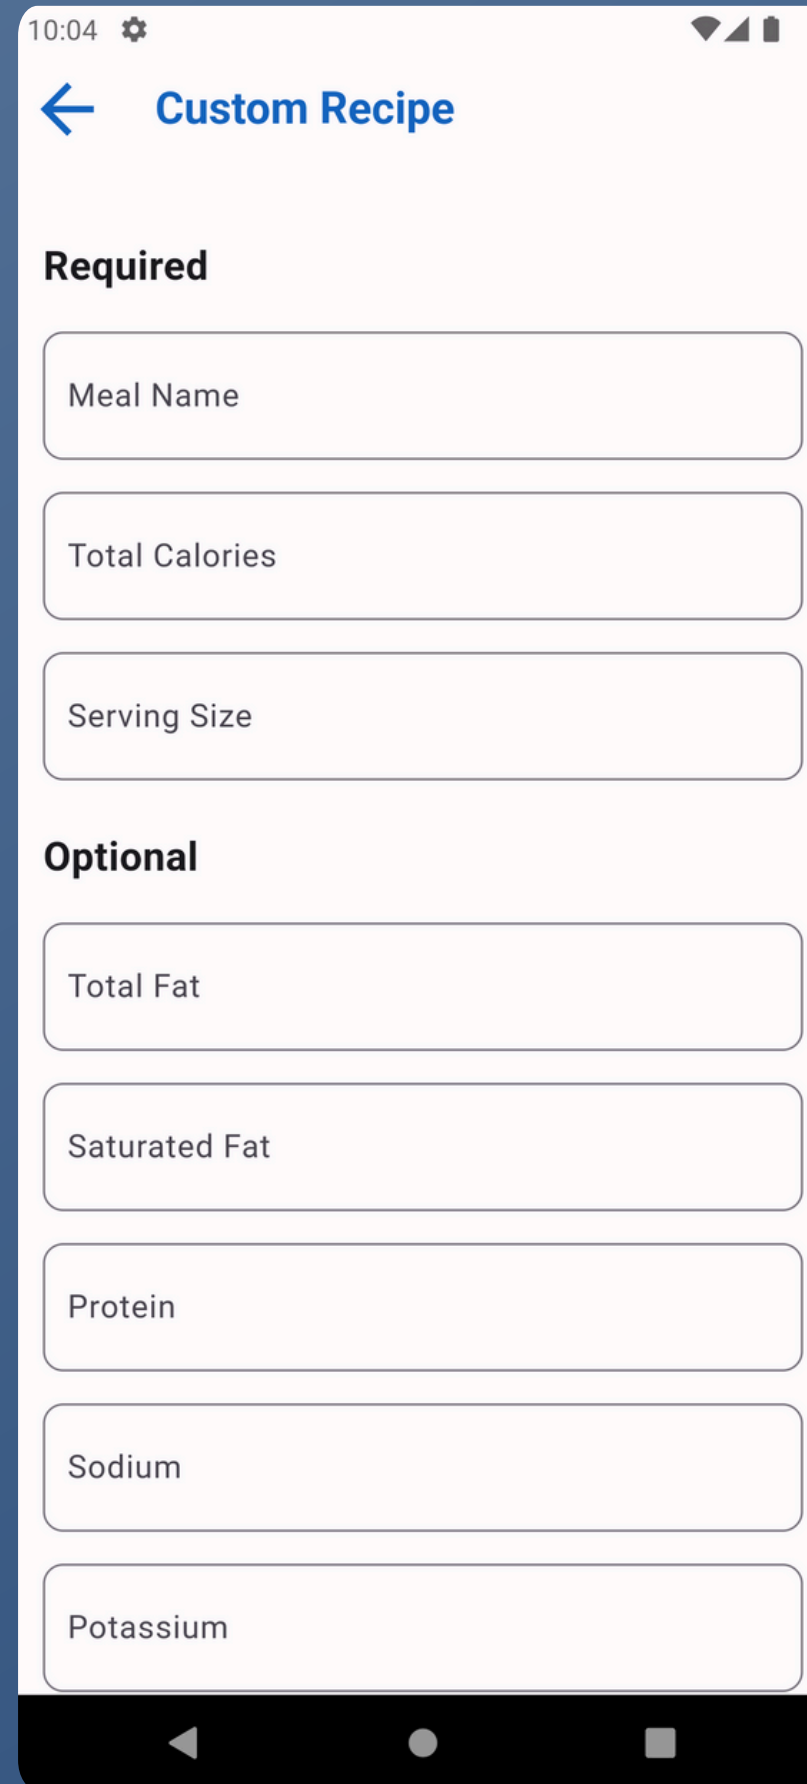 10:04
Custom Recipe
Required
Meal Name
Total Calories
Serving Size
Optional
Total Fat
Saturated Fat
Protein
Sodium
Potassium